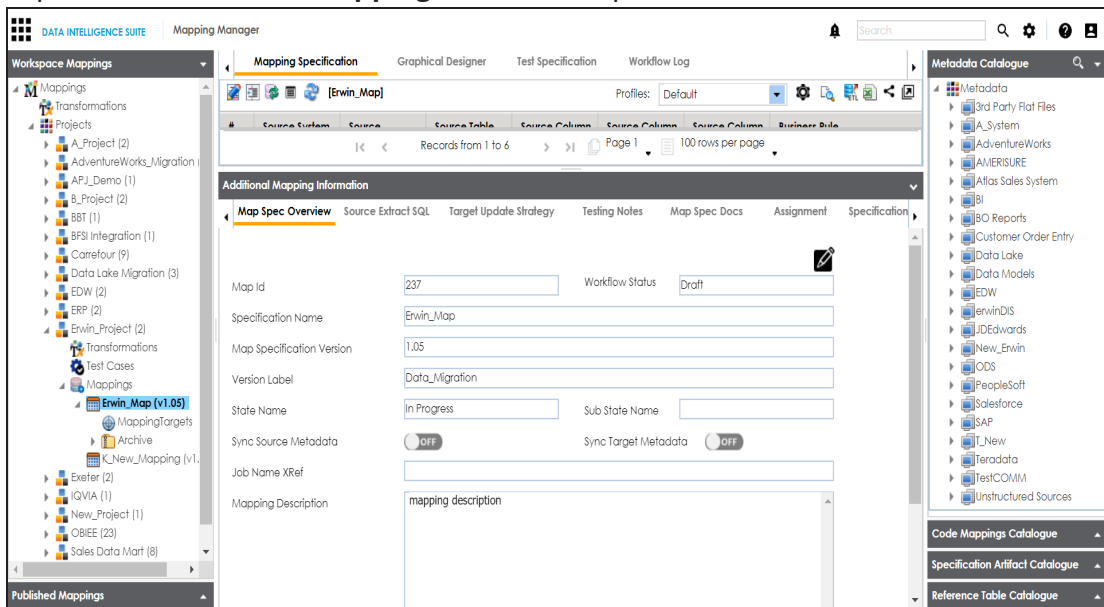 DATA INTELLIGENCE SUITE Mapping Manager Search
Workspace Mappings
Mappings
Transformations
Projects
A_Project (2)
AdventureWorks_Migration (
APJ_Demo (1)
B_Project (2)
BBT (1)
BFSI Integration (1)
Carrefour (9)
Data Lake Migration (3)
EDW (2)
ERP (2)
Erwin_Project (2)
Transformations
Test Cases
Mappings
Erwin_Map (v1.05)
MappingTargets
Archive
K_New_Mapping (v1.
Exeter (2)
IQVIA (1)
New_Project (1)
OBIEE (23)
Sales Data Mart (8)
Published Mappings
Mapping Specification Graphical Designer Test Specification Workflow Log
[Erwin_Map] Profiles: Default
# Source System Source Source Table Source Column Source Column Source Column Business Rule
Records from 1 to 6 Page 1 100 rows per page
Additional Mapping Information
Map Spec Overview Source Extract SQL Target Update Strategy Testing Notes Map Spec Docs Assignment Specification
Map Id 237 Workflow Status Draft
Specification Name Erwin_Map
Map Specification Version 1.05
Version Label Data_Migration
State Name In Progress Sub State Name
Sync Source Metadata OFF Sync Target Metadata OFF
Job Name XRef
Mapping Description mapping description
Metadata Catalogue
Metadata
3rd Party Flat Files
A_System
AdventureWorks
AMERISURE
Atlas Sales System
BI
BO Reports
Customer Order Entry
Data Lake
Data Models
EDW
erwinDIS
JDEdwards
New_Erwin
ODS
PeopleSoft
Salesforce
SAP
T_New
Teradata
TestCOMM
Unstructured Sources
Code Mappings Catalogue
Specification Artifact Catalogue
Reference Table Catalogue